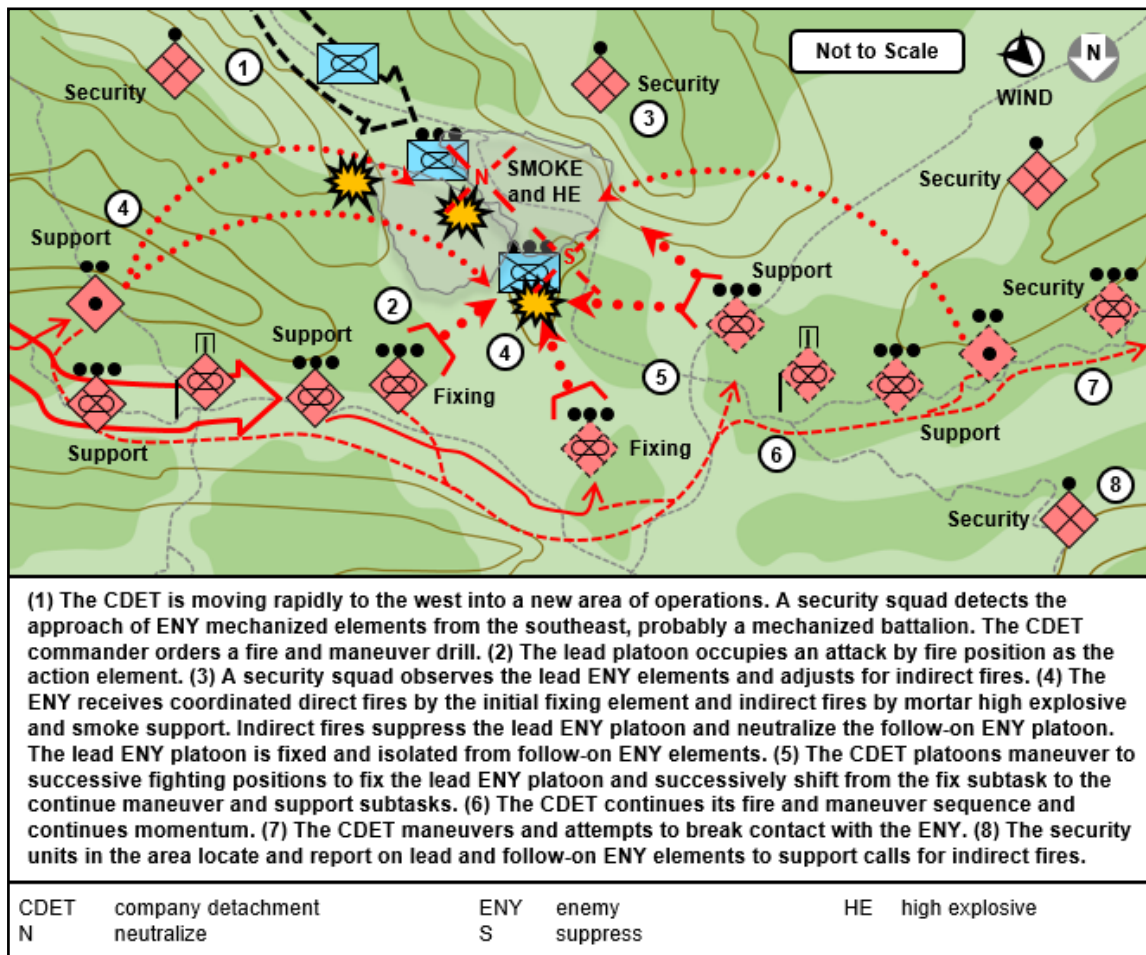 Not to Scale
N
WIND
1
Security
Security
3
N
SMOKE
and HE
Security
4
Support
S
Support
Security
2
Support
4
5
7
Fixing
Support
Fixing
Support
6
8
Security
(1) The CDET is moving rapidly to the west into a new area of operations. A security squad detects the
approach of ENY mechanized elements from the southeast, probably a mechanized battalion. The CDET
commander orders a fire and maneuver drill. (2) The lead platoon occupies an attack by fire position as the
action element. (3) A security squad observes the lead ENY elements and adjusts for indirect fires. (4) The
ENY receives coordinated direct fires by the initial fixing element and indirect fires by mortar high explosive
and smoke support. Indirect fires suppress the lead ENY platoon and neutralize the follow-on ENY platoon.
The lead ENY platoon is fixed and isolated from follow-on ENY elements. (5) The CDET platoons maneuver to
successive fighting positions to fix the lead ENY platoon and successively shift from the fix subtask to the
continue maneuver and support subtasks. (6) The CDET continues its fire and maneuver sequence and
continues momentum. (7) The CDET maneuvers and attempts to break contact with the ENY. (8) The security
units in the area locate and report on lead and follow-on ENY elements to support calls for indirect fires.
CDET company detachment ENY enemy HE high explosive
N neutralize S suppress